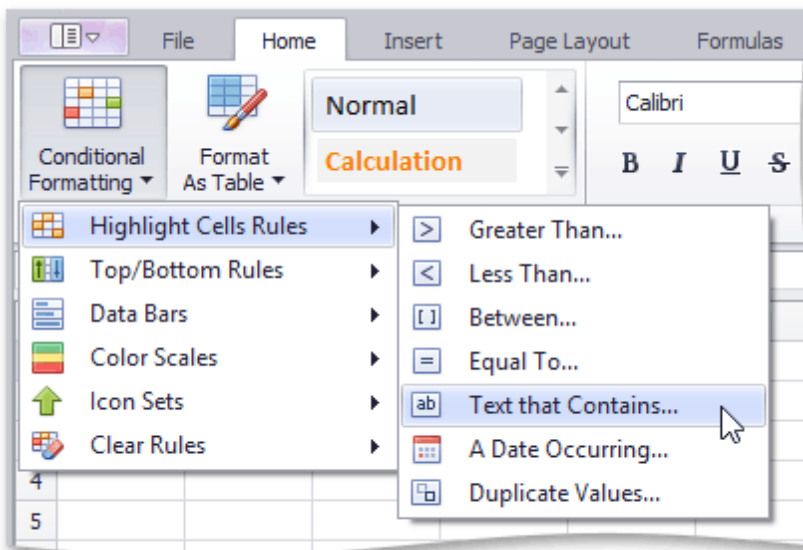 File Home Insert Page Layout Formulas
Conditional Formatting
Format As Table
Normal
Calculation
Calibri
B I U S
Highlight Cells Rules
Top/Bottom Rules
Data Bars
Color Scales
Icon Sets
Clear Rules
> Greater Than...
< Less Than...
[ ] Between...
= Equal To...
ab Text that Contains...
A Date Occurring...
Duplicate Values...
4
5